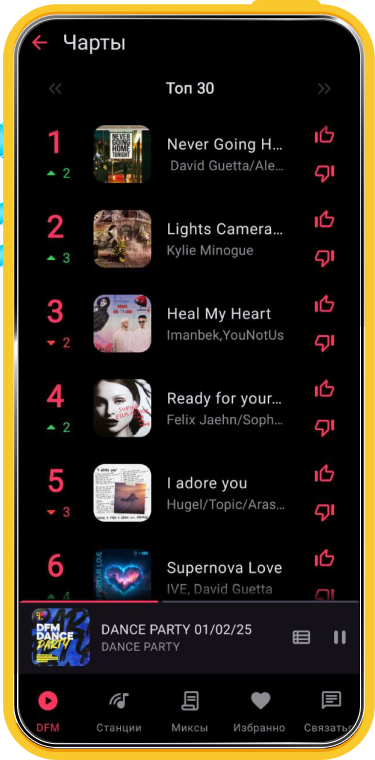 Чарты
Топ 30
1
2
NEVER
GOING
HOME
TONIGHT
Never Going H...
David Guetta/Ale...
2
3
Lights Camera...
Kylie Minogue
3
2
Heal My Heart
Imanbek,YouNotUs
4
2
Ready for your...
Felix Jaehn/Soph...
5
3
I adore you
Hugel/Topic/Aras...
6
4
Supernova Love
IVE, David Guetta
DFM
DANCE
PARTY
DANCE PARTY 01/02/25
DANCE PARTY
DFM
Станции
Миксы
Избранно
Связатьс